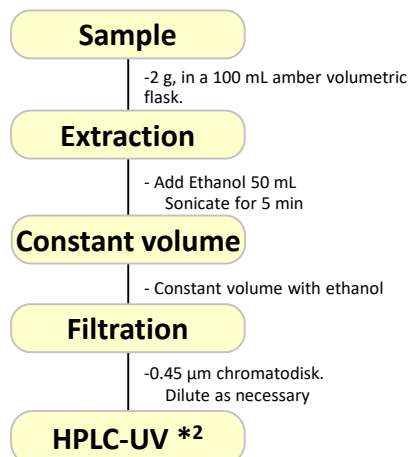 Sample
-2 g, in a 100 mL amber volumetric
flask.
Extraction
- Add Ethanol 50 mL
Sonicate for 5 min
Constant volume
- Constant volume with ethanol
Filtration
-0.45 μm chromatodisk.
Dilute as necessary
HPLC-UV *2